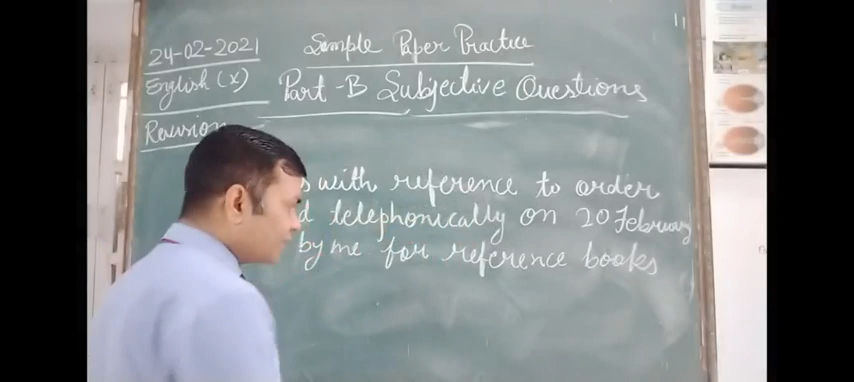 24-02-2021
Sample Paper Practice
English (X)
Part-B Subjective Questions
Revision
with reference to order
telephonically on 20 February
by me for reference books